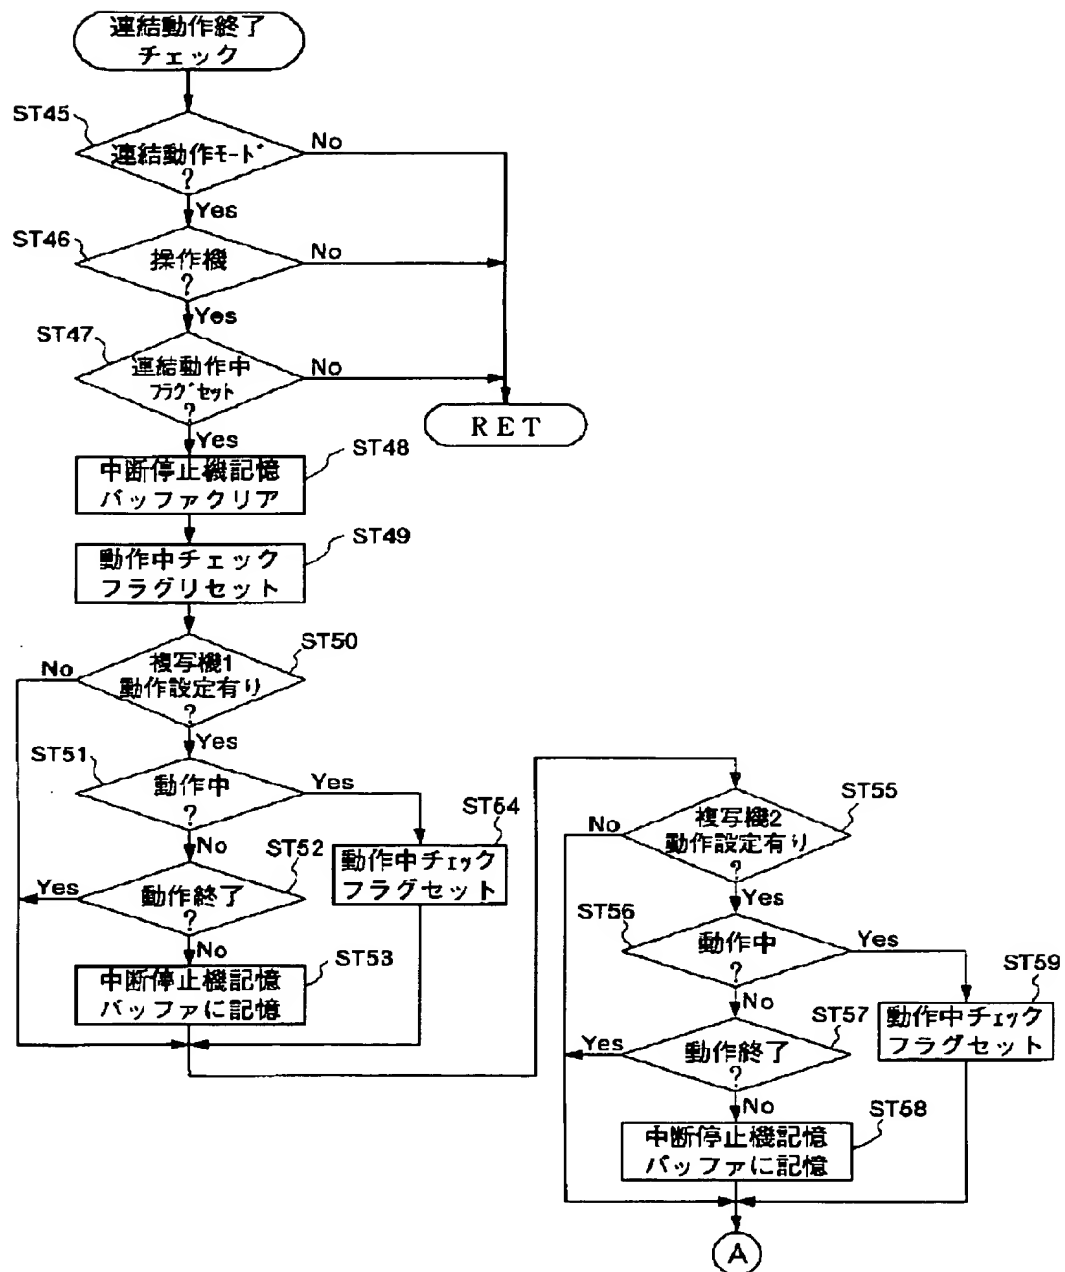 連結動作終了
チェック
ST45
連結動作モード
?
No
Yes
ST46
操作機
?
No
Yes
ST47
連結動作中
フラグセット
?
No
Yes
RET
ST48
中断停止機記憶
バッファクリア
ST49
動作中チェック
フラグリセット
ST50
複写機1
動作設定有り
?
No
Yes
ST51
動作中
?
Yes
No
ST54
動作中チェック
フラグセット
ST52
動作終了
?
Yes
No
ST53
中断停止機記憶
バッファに記憶
ST55
複写機2
動作設定有り
?
No
Yes
ST56
動作中
?
Yes
No
ST59
動作中チェック
フラグセット
ST57
動作終了
?
Yes
No
ST58
中断停止機記憶
バッファに記憶
A